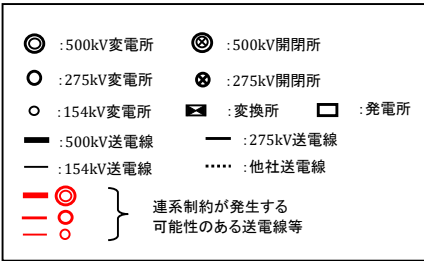 :500kV変電所 :500kV開閉所
:275kV変電所 :275kV開閉所
:154kV変電所 :変換所 :発電所
:500kV送電線 :275kV送電線
:154kV送電線 :他社送電線
連系制約が発生する
可能性のある送電線等